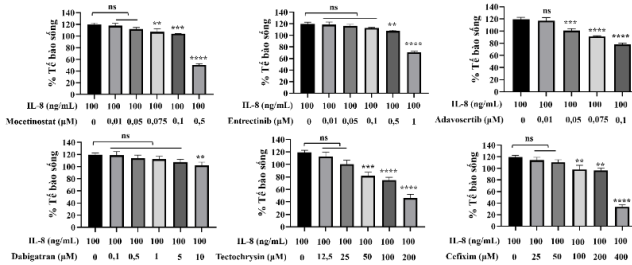 ns
** *** ****
% Tế bào sống
140 120 100 80 60 40 20 0
IL-8 (ng/mL) 100 100 100 100 100 100
Mocetinostat (µM) 0 0,01 0,05 0,075 0,1 0,5
ns
** ****
% Tế bào sống
140 120 100 80 60 40 20 0
IL-8 (ng/mL) 100 100 100 100 100 100
Entrectinib (µM) 0 0,01 0,05 0,1 0,5 1
ns
*** **** ****
% Tế bào sống
140 120 100 80 60 40 20 0
IL-8 (ng/mL) 100 100 100 100 100
Adavosertib (µM) 0 0,01 0,05 0,075 0,1
ns
**
% Tế bào sống
140 120 100 80 60 40 20 0
IL-8 (ng/mL) 100 100 100 100 100 100
Dabigatran (µM) 0 0,1 0,5 1 5 10
ns
*** **** ****
% Tế bào sống
140 120 100 80 60 40 20 0
IL-8 (ng/mL) 100 100 100 100 100 100
Tectochrysin (µM) 0 12,5 25 50 100 200
ns
** ** ****
% Tế bào sống
140 120 100 80 60 40 20 0
IL-8 (ng/mL) 100 100 100 100 100 100
Cefixim (µM) 0 25 50 100 200 400